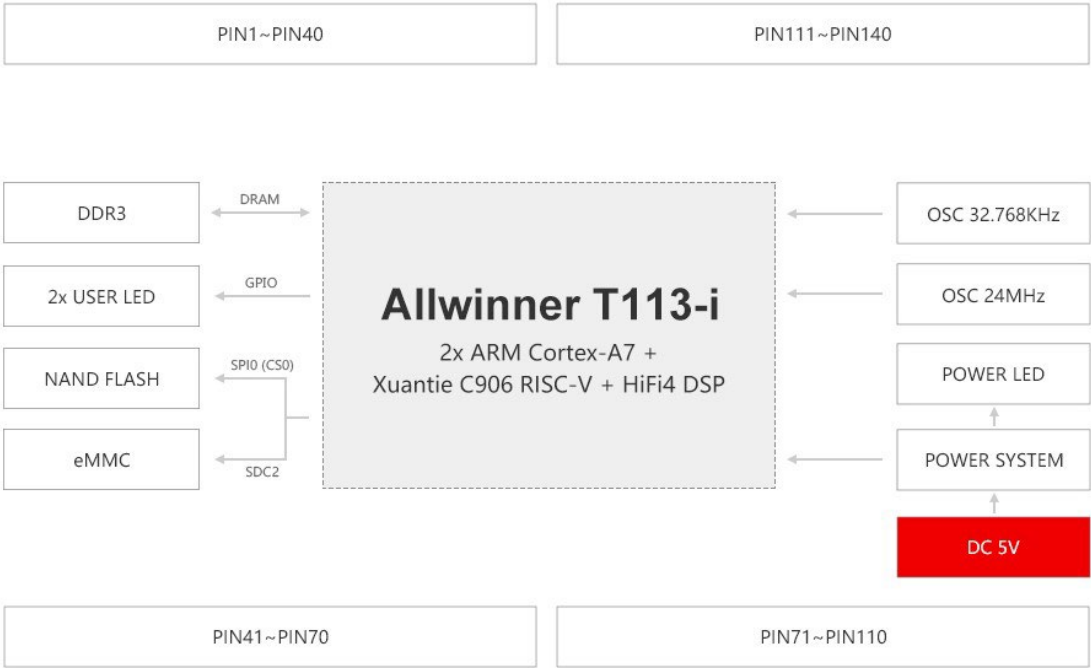 PIN1~PIN40
PIN111~PIN140
DDR3
DRAM
OSC 32.768KHz
2x USER LED
GPIO
Allwinner T113-i
OSC 24MHz
2x ARM Cortex-A7 +
Xuantie C906 RISC-V + HiFi4 DSP
NAND FLASH
SPI0 (CS0)
POWER LED
eMMC
SDC2
POWER SYSTEM
DC 5V
PIN41~PIN70
PIN71~PIN110